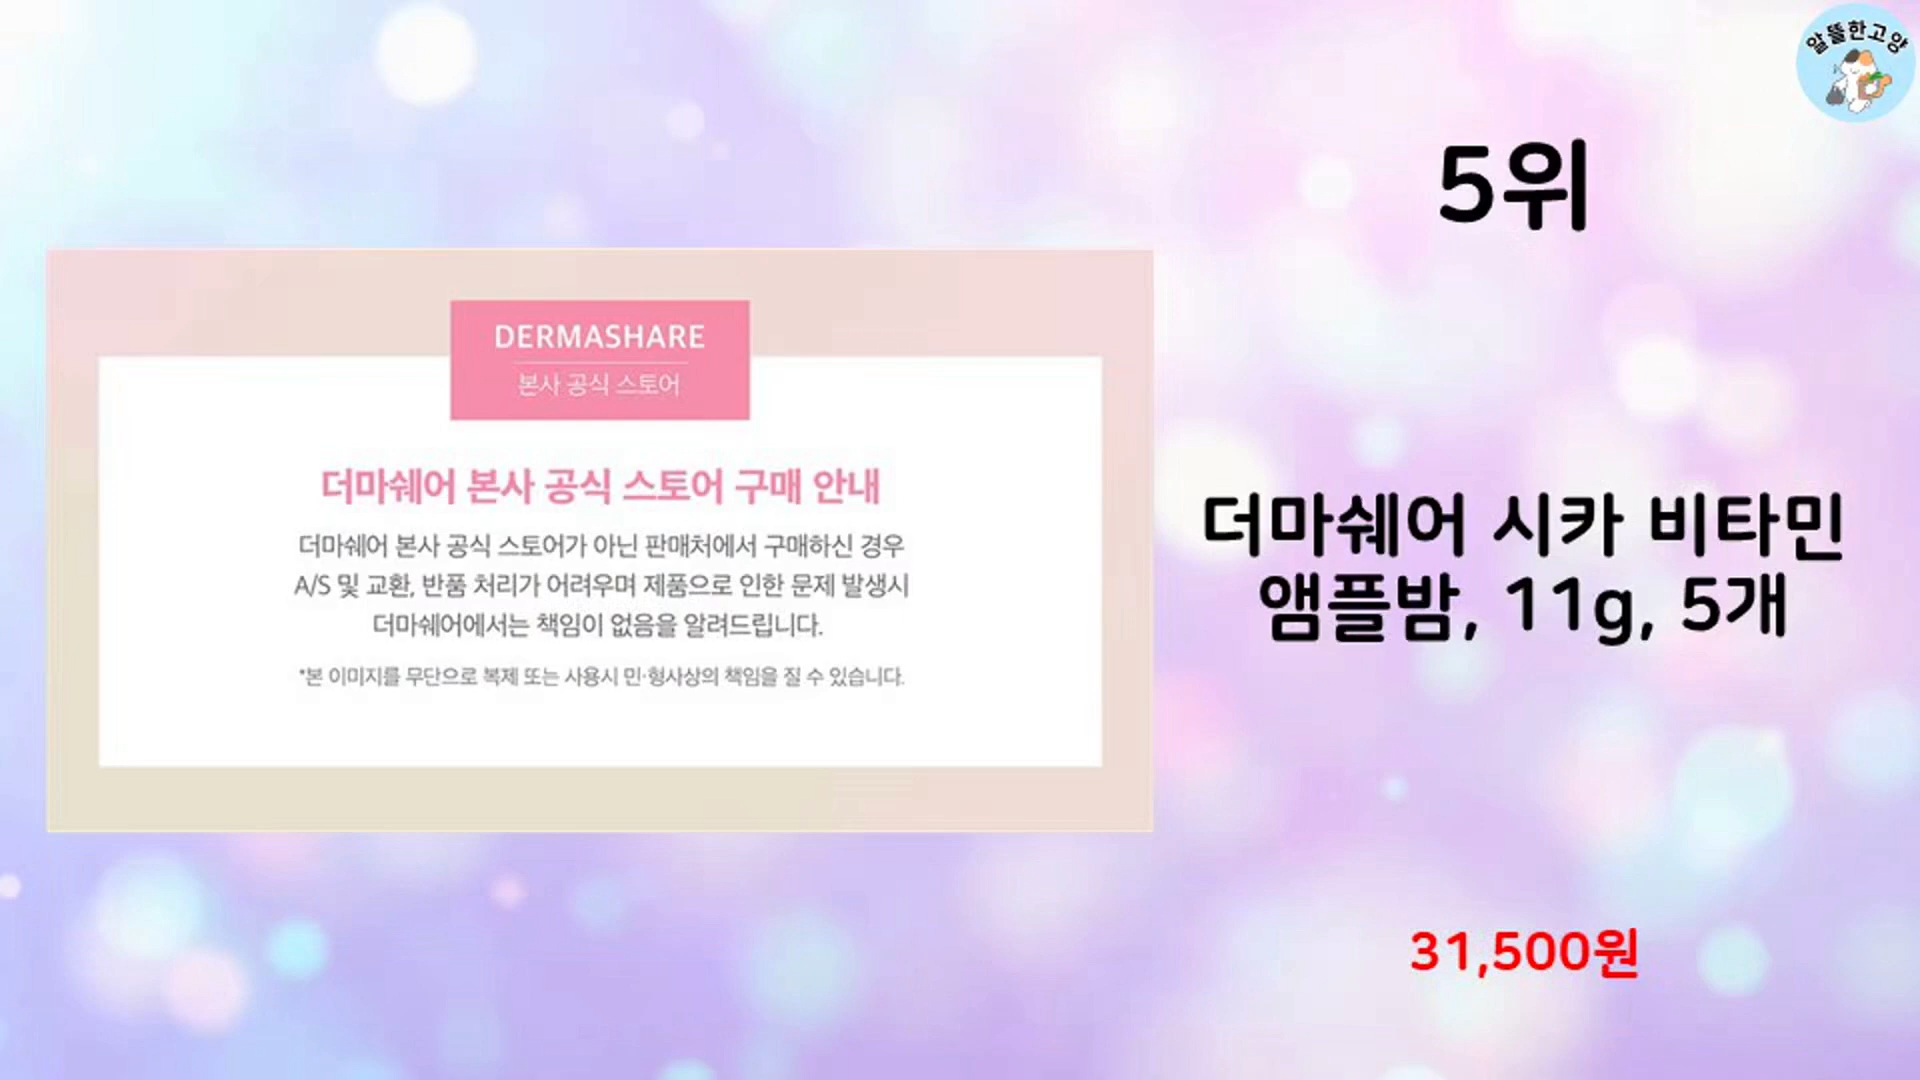 알뜰한고양
5위
DERMASHARE
본사 공식 스토어
더마쉐어 본사 공식 스토어 구매 안내
더마쉐어 본사 공식 스토어가 아닌 판매처에서 구매하신 경우
A/S 및 교환, 반품 처리가 어려우며 제품으로 인한 문제 발생시
더마쉐어에서는 책임이 없음을 알려드립니다.
*본 이미지를 무단으로 복제 또는 사용시 민·형사상의 책임을 질 수 있습니다.
더마쉐어 시카 비타민
앰플밤, 11g, 5개
31,500원